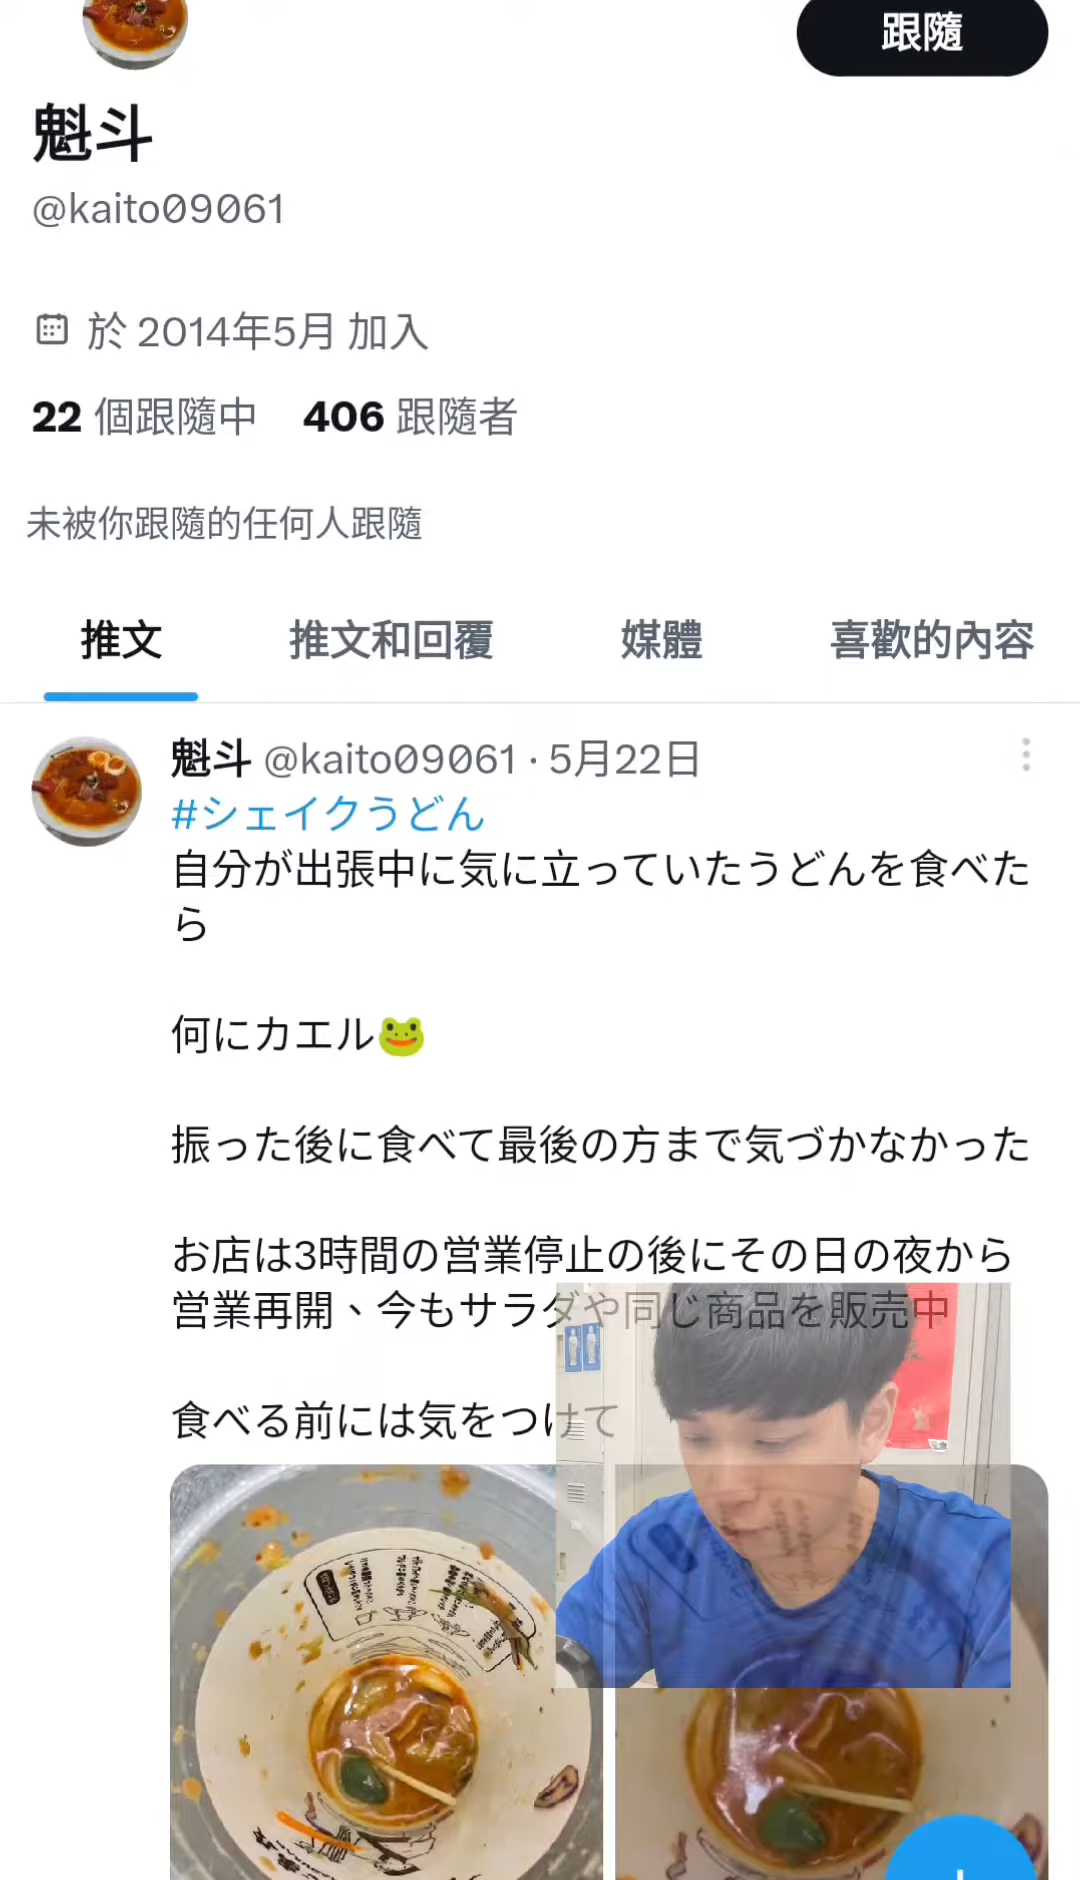 跟隨
魁斗
@kaito09061
於 2014年5月 加入
22 個跟隨中 406 跟隨者
未被你跟隨的任何人跟隨
推文 推文和回覆 媒體 喜歡的內容
魁斗 @kaito09061 · 5月22日
#シェイクうどん
自分が出張中に気に立っていたうどんを食べた
ら
何にカエル🐸
振った後に食べて最後の方まで気づかなかった
お店は3時間の営業停止の後にその日の夜から
営業再開、今もサラダや同じ商品を販売中
食べる前には気をつけて